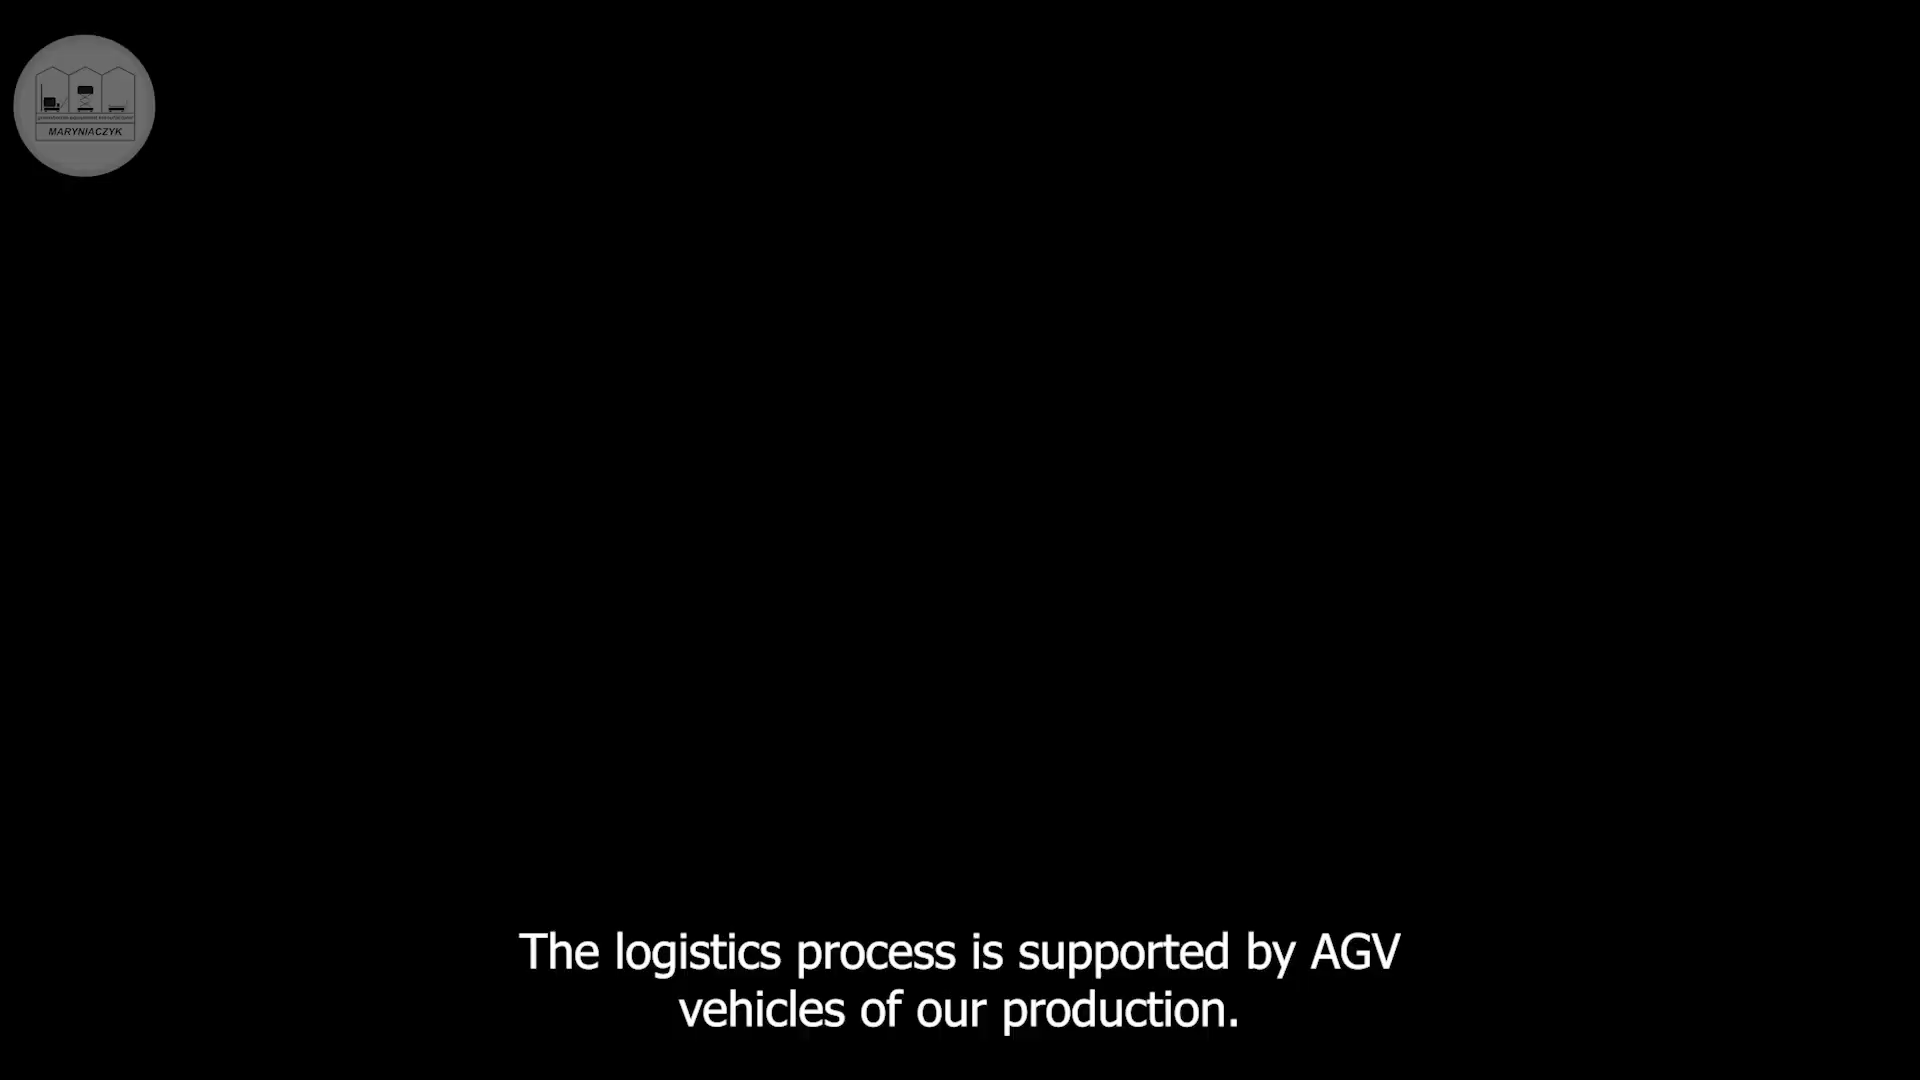 MARYNIACZYK
The logistics process is supported by AGV
vehicles of our production.